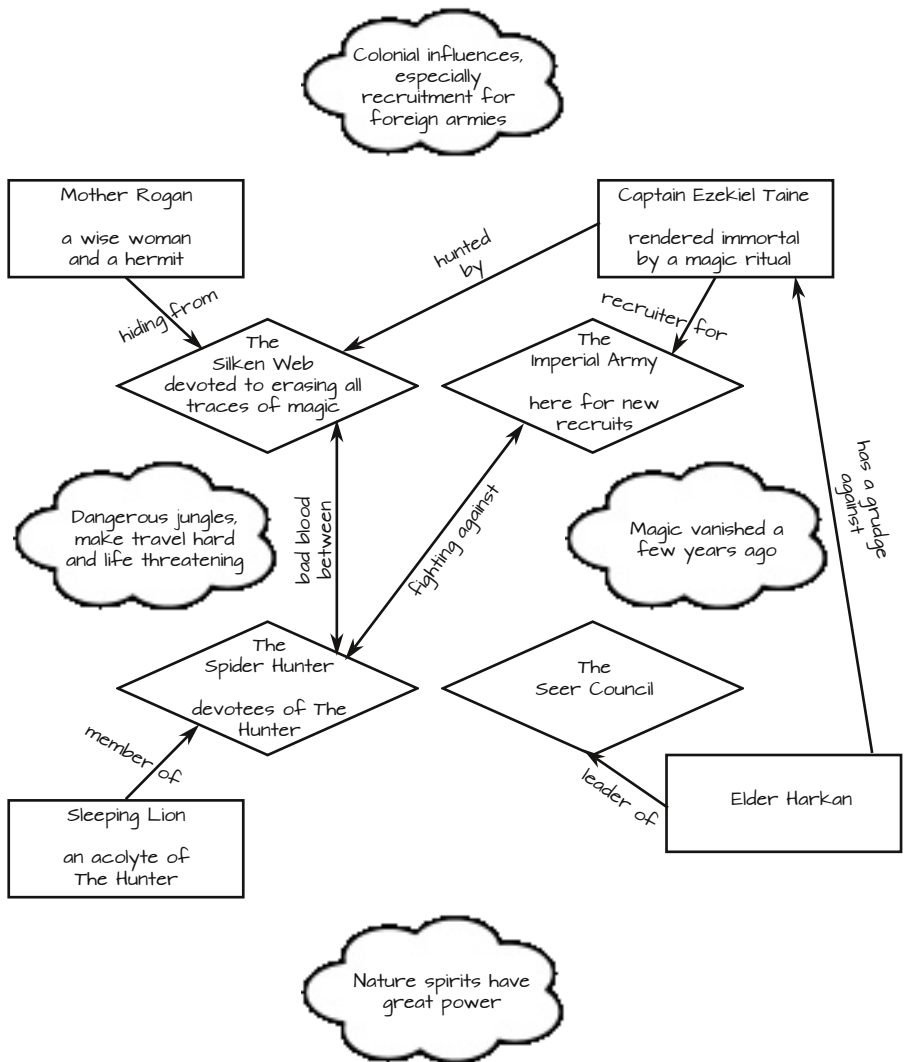 Colonial influences,
especially
recruitment for
foreign armies
Mother Rogan
a wise woman
and a hermit
Captain Ezekiel Taine
rendered immortal
by a magic ritual
hiding from
hunted
by
recruiter for
The
Silken Web
devoted to erasing all
traces of magic
The
Imperial Army
here for new
recruits
Dangerous jungles,
make travel hard
and life threatening
bad blood
between
fighting against
Magic vanished a
few years ago
has a grudge
against
The
Spider Hunter
devotees of The
Hunter
The
Seer Council
member of
leader of
Sleeping Lion
an acolyte of
The Hunter
Elder Harkan
Nature spirits have
great power